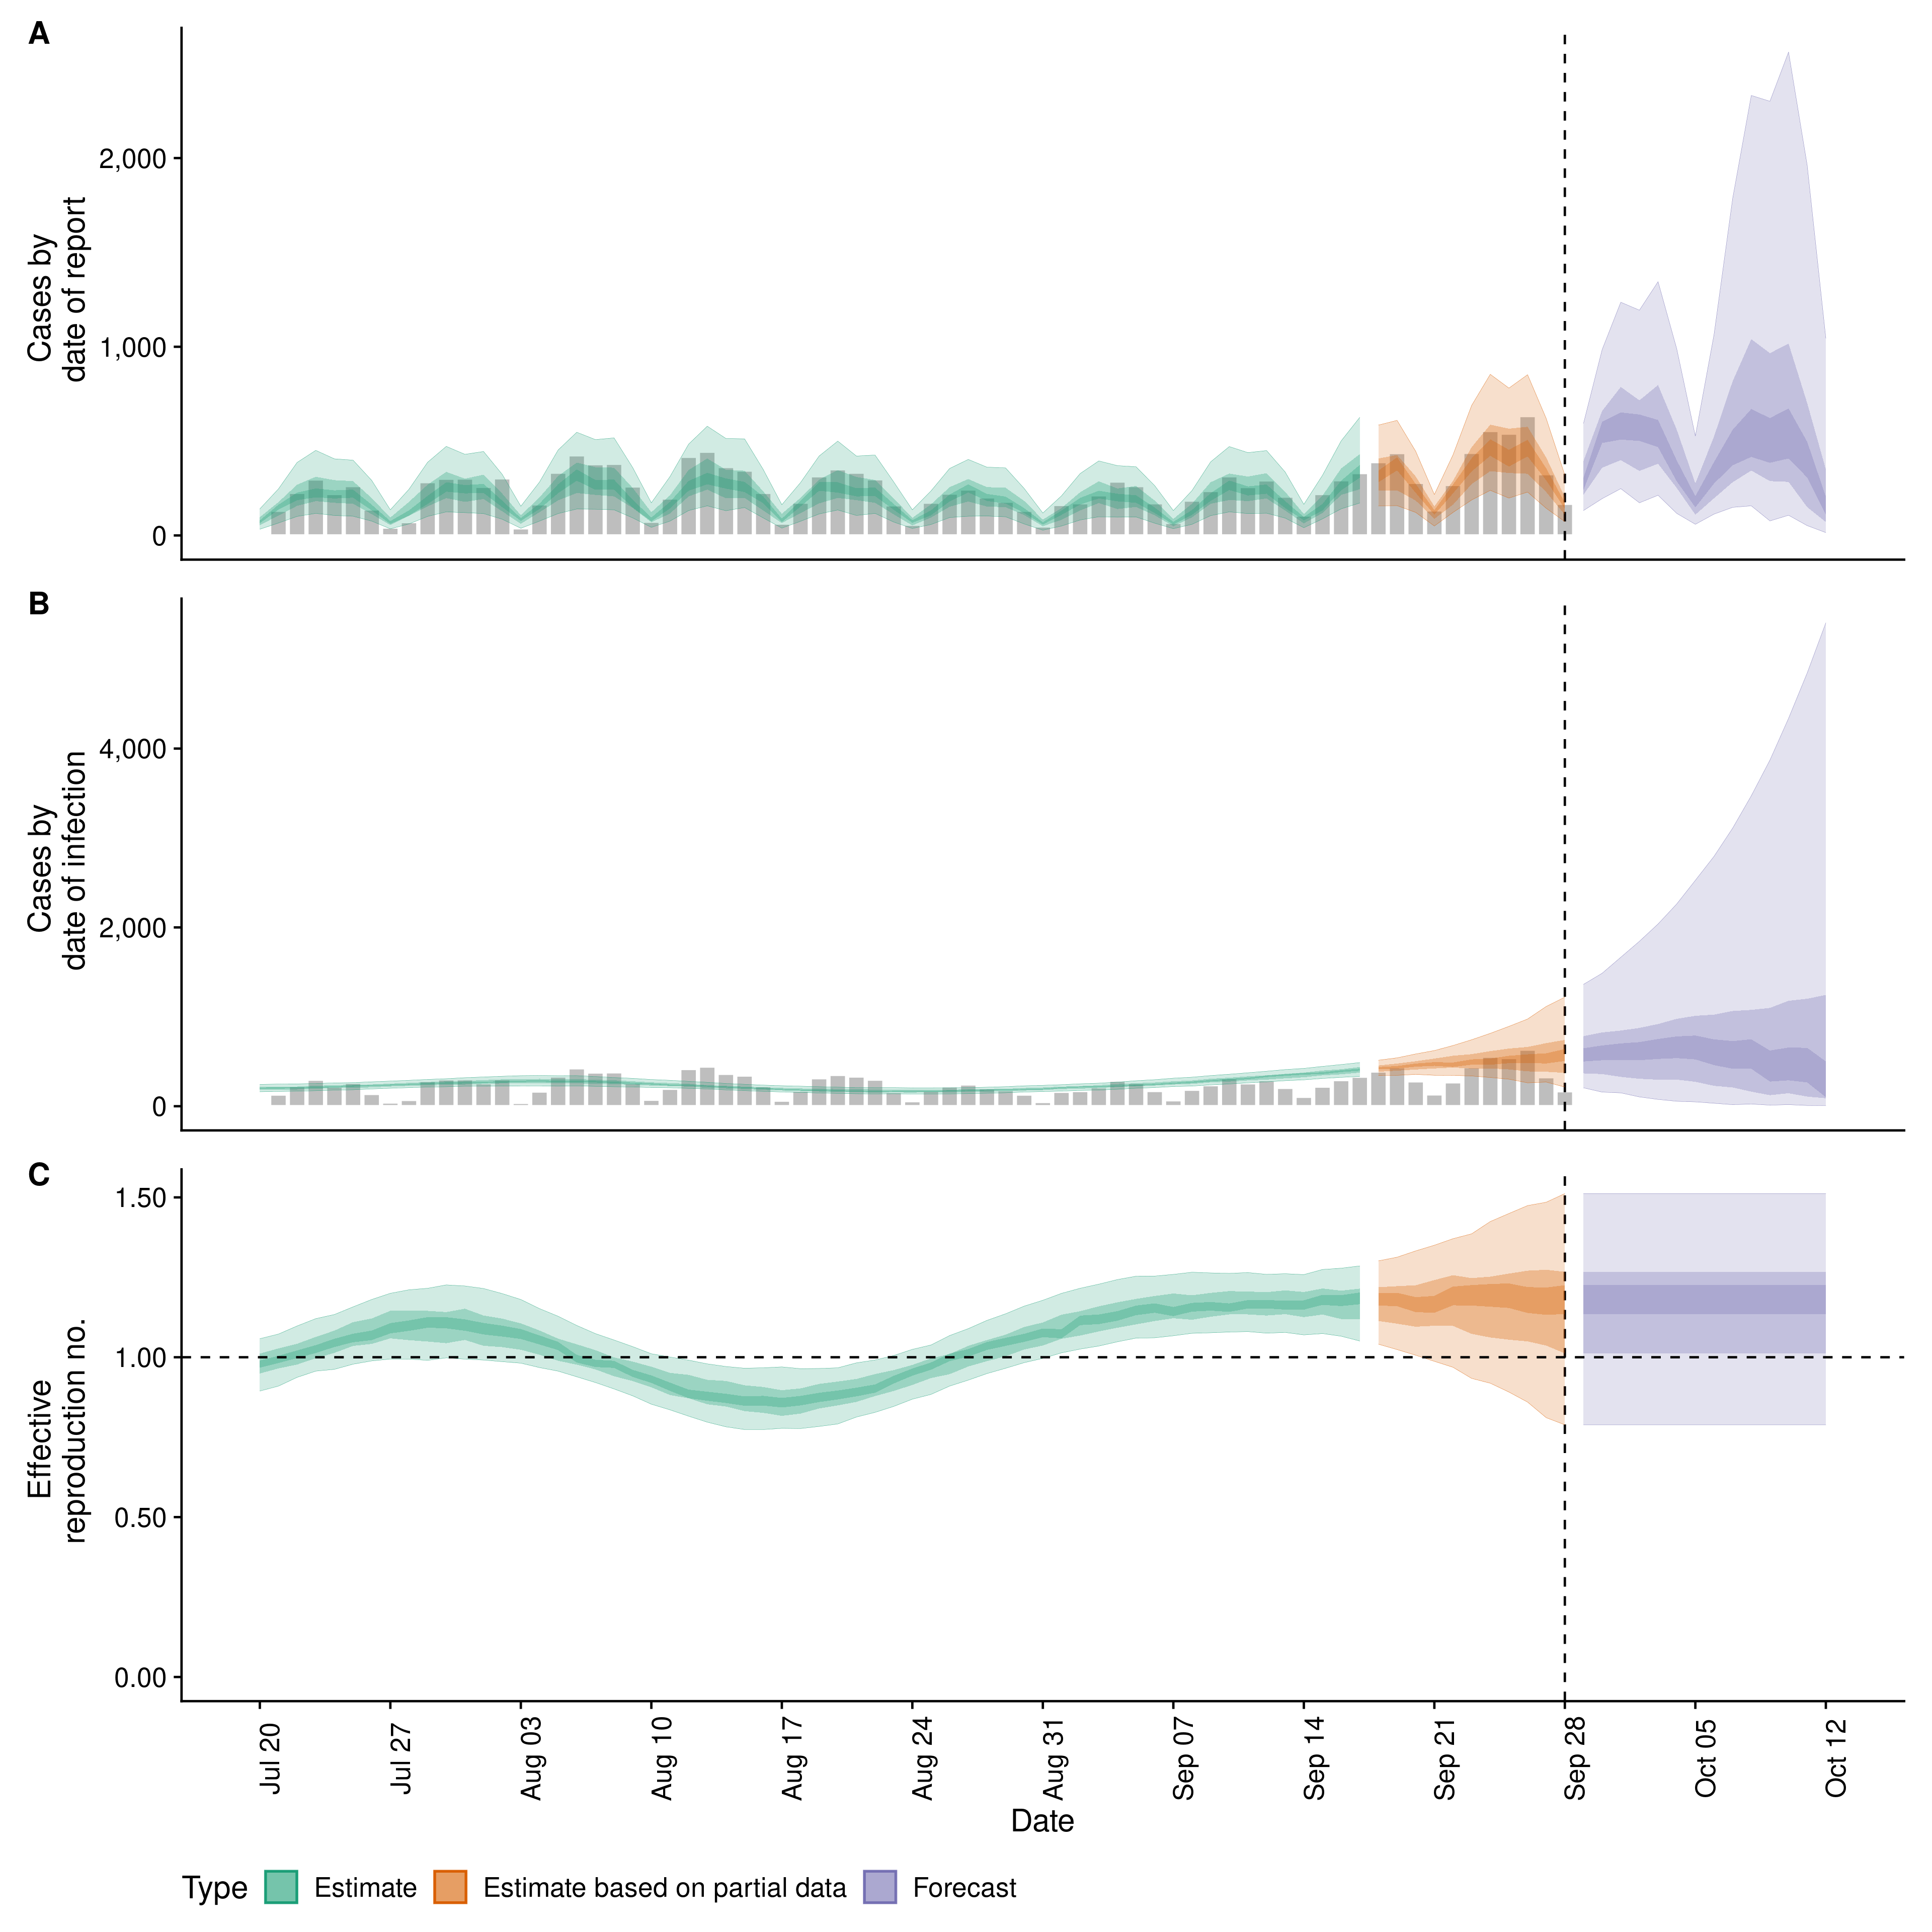 A
Cases by
date of report
2,000
1,000
0
B
Cases by
date of infection
4,000
2,000
0
C
Effective
reproduction no.
1.50
1.00
0.50
0.00
Jul 20
Jul 27
Aug 03
Aug 10
Aug 17
Aug 24
Aug 31
Sep 07
Sep 14
Sep 21
Sep 28
Oct 05
Oct 12
Date
Type Estimate Estimate based on partial data Forecast